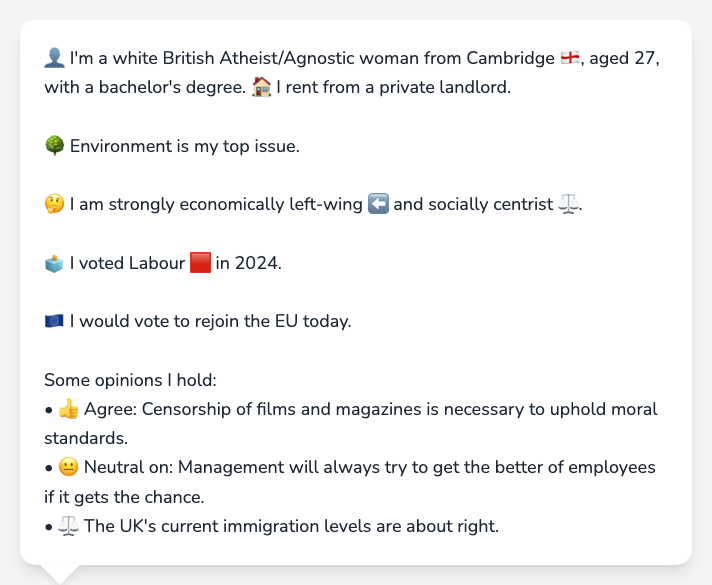 👤 I'm a white British Atheist/Agnostic woman from Cambridge 🏴󠁧󠁢󠁥󠁮󠁧󠁿, aged 27,
with a bachelor's degree. 🏠 I rent from a private landlord.
🌳 Environment is my top issue.
🤔 I am strongly economically left-wing ⬅️ and socially centrist ⚖️.
🗳️ I voted Labour 🟥 in 2024.
🇪🇺 I would vote to rejoin the EU today.
Some opinions I hold:
• 👍 Agree: Censorship of films and magazines is necessary to uphold moral
standards.
• 😐 Neutral on: Management will always try to get the better of employees
if it gets the chance.
• ⚖️ The UK's current immigration levels are about right.